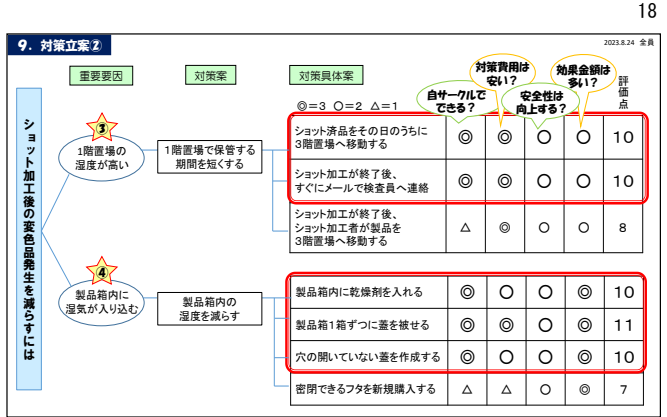 18
9. 対策立案②
2023.8.24 全員
重要要因
対策案
対策具体案
◎=3 ○=2 △=1
自サークルで
できる?
対策費用は
安い?
安全性は
向上する?
効果金額は
多い?
評価点
ショット加工後の変色品発生を減らすには
③
1階置場の
湿度が高い
1階置場で保管する
期間を短くする
ショット済品をその日のうちに
3階置場へ移動する
◎ ◎ ○ ○ 10
ショット加工が終了後、
すぐにメールで検査員へ連絡
◎ ◎ ○ ○ 10
ショット加工が終了後、
ショット加工者が製品を
3階置場へ移動する
△ ◎ ○ ○ 8
④
製品箱内に
湿気が入り込む
製品箱内の
湿度を減らす
製品箱内に乾燥剤を入れる
◎ ○ ○ ◎ 10
製品箱1箱ずつに蓋を被せる
◎ ◎ ○ ◎ 11
穴の開いていない蓋を作成する
◎ ○ ○ ◎ 10
密閉できるフタを新規購入する
△ △ ○ ◎ 7